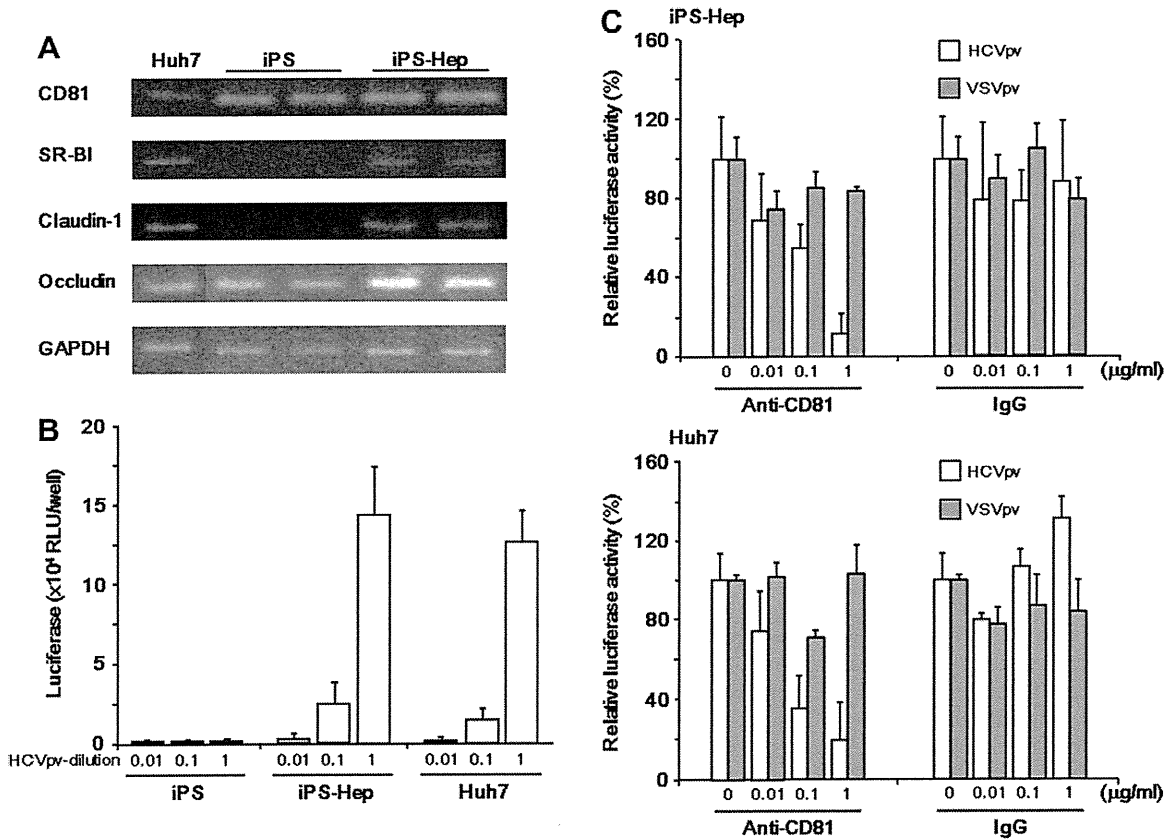 A
Huh7 iPS iPS-Hep
CD81
SR-BI
Claudin-1
Occludin
GAPDH
B
Luciferase (x10⁴ RLU/well)
20
15
10
5
0
HCVpv-dilution 0.01 0.1 1 0.01 0.1 1 0.01 0.1 1
iPS iPS-Hep Huh7
C
iPS-Hep
Relative luciferase activity (%)
160
120
80
40
0
HCVpv
VSVpv
0 0.01 0.1 1 0 0.01 0.1 1 (μg/ml)
Anti-CD81 IgG
Huh7
Relative luciferase activity (%)
160
120
80
40
0
HCVpv
VSVpv
0 0.01 0.1 1 0 0.01 0.1 1 (μg/ml)
Anti-CD81 IgG